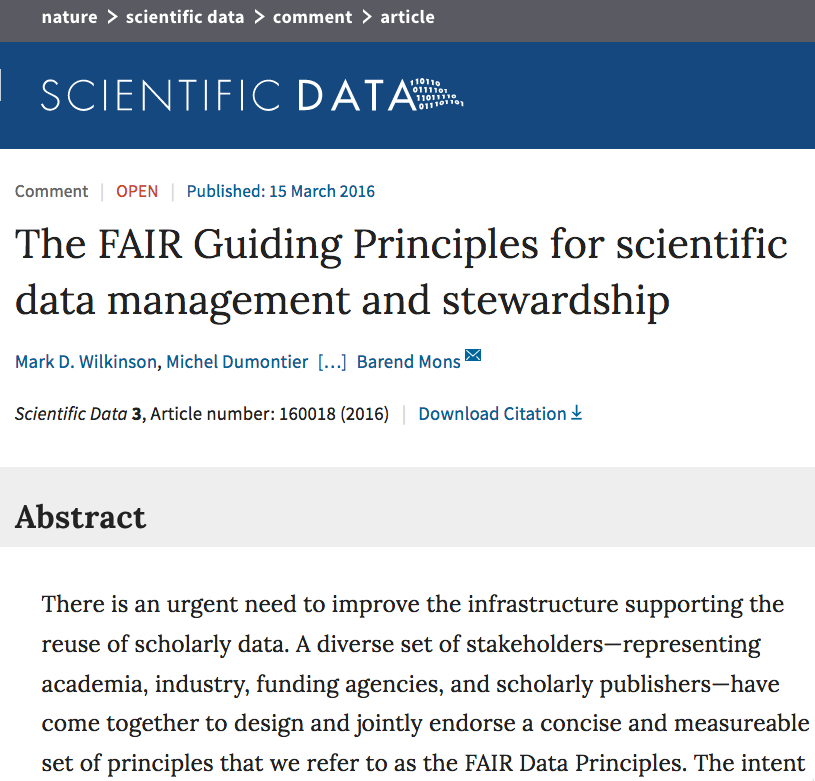 nature > scientific data > comment > article
SCIENTIFIC DATA
110110
0111101
11011110
011101101
Comment | OPEN | Published: 15 March 2016
The FAIR Guiding Principles for scientific
data management and stewardship
Mark D. Wilkinson, Michel Dumontier [...] Barend Mons
Scientific Data 3, Article number: 160018 (2016) | Download Citation
Abstract
There is an urgent need to improve the infrastructure supporting the
reuse of scholarly data. A diverse set of stakeholders—representing
academia, industry, funding agencies, and scholarly publishers—have
come together to design and jointly endorse a concise and measureable
set of principles that we refer to as the FAIR Data Principles. The intent